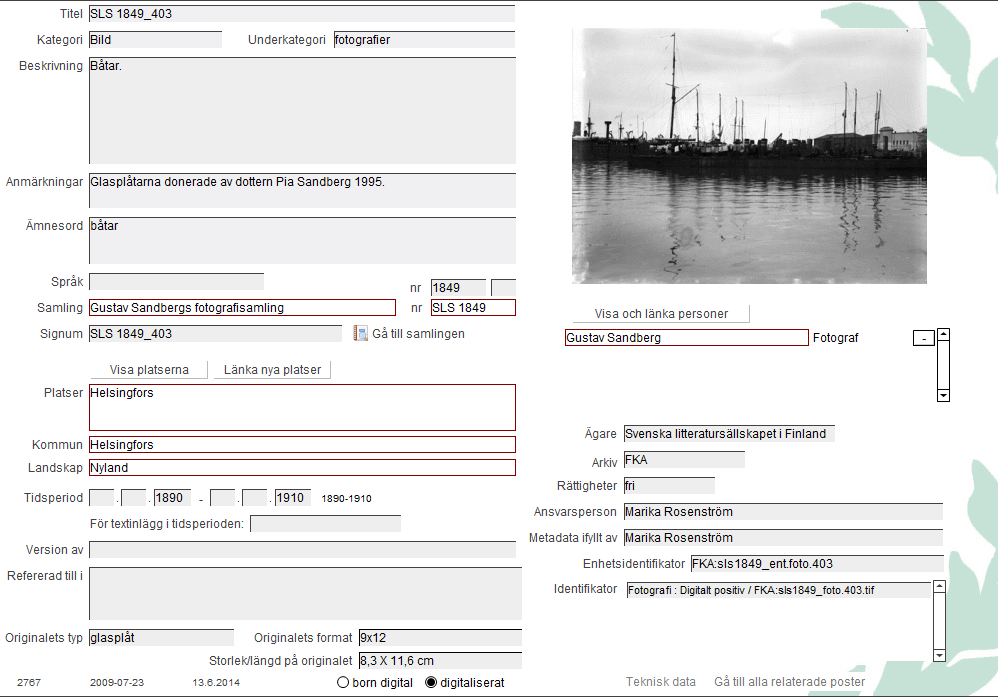 Titel SLS 1849_403
Kategori Bild Underkategori fotografier
Beskrivning Båtar.
Anmärkningar Glasplåtarna donerade av dottern Pia Sandberg 1995.
Ämnesord båtar
Språk nr 1849
Samling Gustav Sandbergs fotografisamling nr SLS 1849
Signum SLS 1849_403 Gå till samlingen
Visa platserna Länka nya platser
Platser Helsingfors
Kommun Helsingfors
Landskap Nyland
Tidsperiod . . 1890 - . . 1910 1890-1910
För textinlägg i tidsperioden:
Version av
Refererad till i
Originalets typ glasplåt Originalets format 9x12
Storlek/längd på originalet 8,3 X 11,6 cm
2767 2009-07-23 13.6.2014 born digital digitaliserat
Visa och länka personer
Gustav Sandberg Fotograf -
Ägare Svenska litteratursällskapet i Finland
Arkiv FKA
Rättigheter fri
Ansvarsperson Marika Rosenström
Metadata ifyllt av Marika Rosenström
Enhetsidentifikator FKA:sls1849_ent.foto.403
Identifikator Fotografi : Digitalt positiv / FKA:sls1849_foto.403.tif
Teknisk data Gå till alla relaterade poster